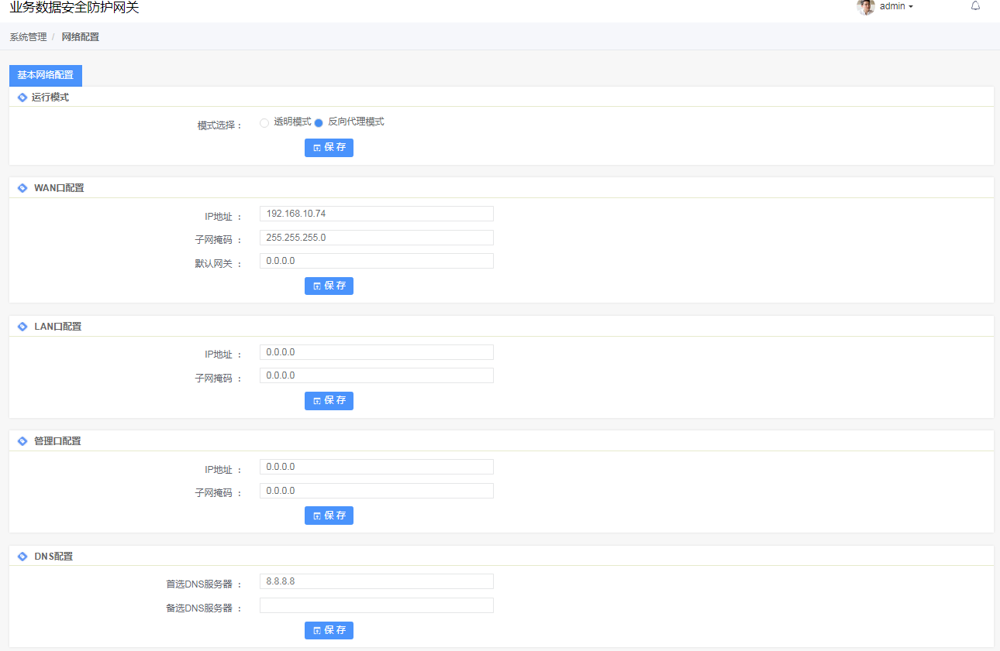 业务数据安全防护网关
admin
系统管理 / 网络配置
基本网络配置
运行模式
模式选择： 透明模式 反向代理模式
保 存
WAN口配置
IP地址 ： 192.168.10.74
子网掩码 ： 255.255.255.0
默认网关 ： 0.0.0.0
保 存
LAN口配置
IP地址 ： 0.0.0.0
子网掩码 ： 0.0.0.0
保 存
管理口配置
IP地址 ： 0.0.0.0
子网掩码 ： 0.0.0.0
保 存
DNS配置
首选DNS服务器 ： 8.8.8.8
备选DNS服务器 ：
保 存